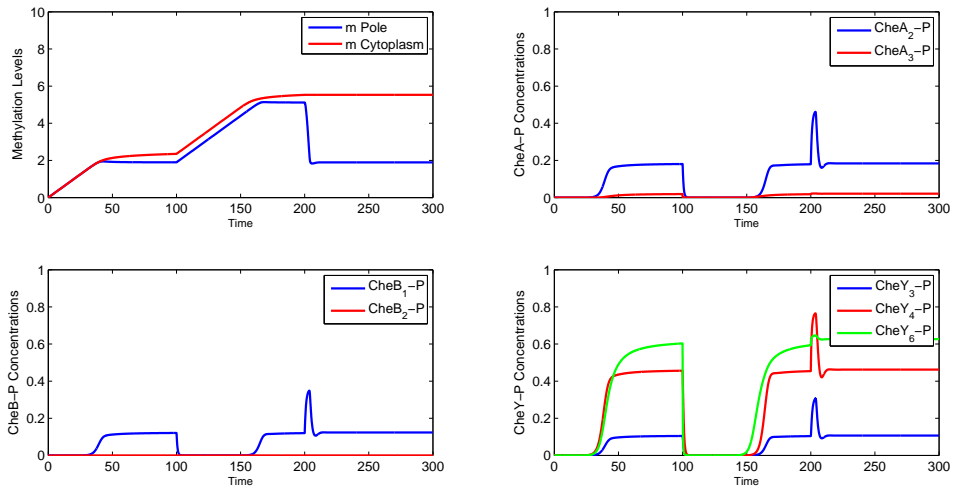 10
8
6
4
2
0
0 50 100 150 200 250 300
Time
Methylation Levels
m Pole
m Cytoplasm
1
0.8
0.6
0.4
0.2
0
0 50 100 150 200 250 300
Time
CheA−P Concentrations
CheA2−P
CheA3−P
1
0.8
0.6
0.4
0.2
0
0 50 100 150 200 250 300
Time
CheB−P Concentrations
CheB1−P
CheB2−P
1
0.8
0.6
0.4
0.2
0
0 50 100 150 200 250 300
Time
CheY−P Concentrations
CheY3−P
CheY4−P
CheY6−P